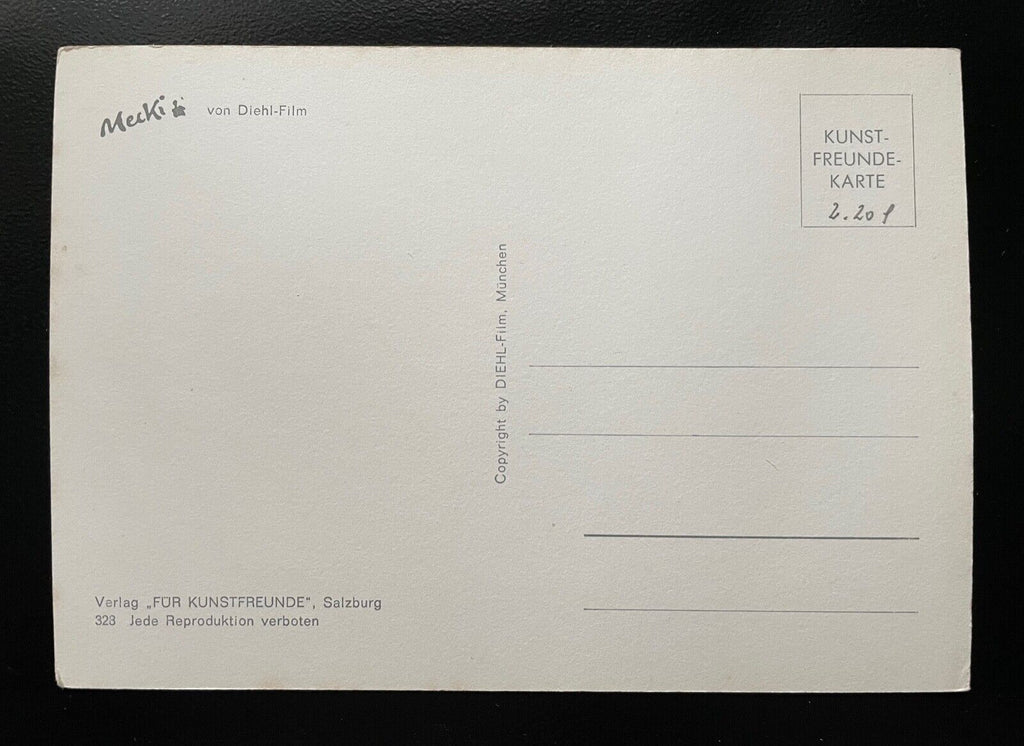 Mecki von Diehl-Film
KUNST-
FREUNDE-
KARTE
2.20
Copyright by DIEHL-Film, München
Verlag „FÜR KUNSTFREUNDE“, Salzburg
323 Jede Reproduktion verboten